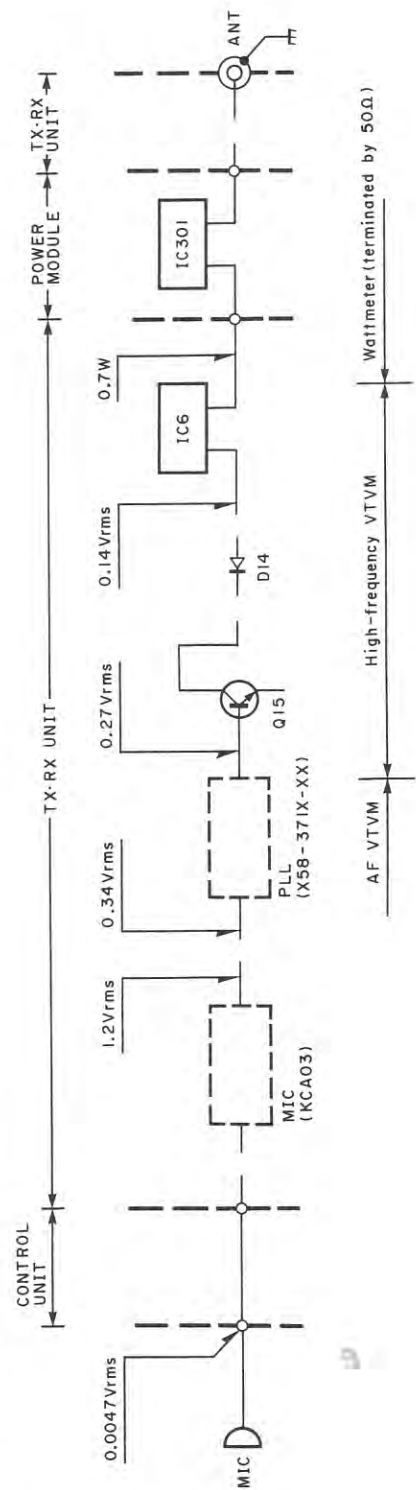 CONTROL
UNIT
TX·RX UNIT
POWER
MODULE
TX·RX
UNIT
0.0047Vrms
1.2Vrms
0.34Vrms
0.27Vrms
0.14Vrms
0.7W
MIC
MIC
(KCA03)
PLL
(X58-371X-XX)
Q15
D14
IC6
IC301
ANT
AF VTVM
High-frequency VTVM
Wattmeter (terminated by 50Ω)